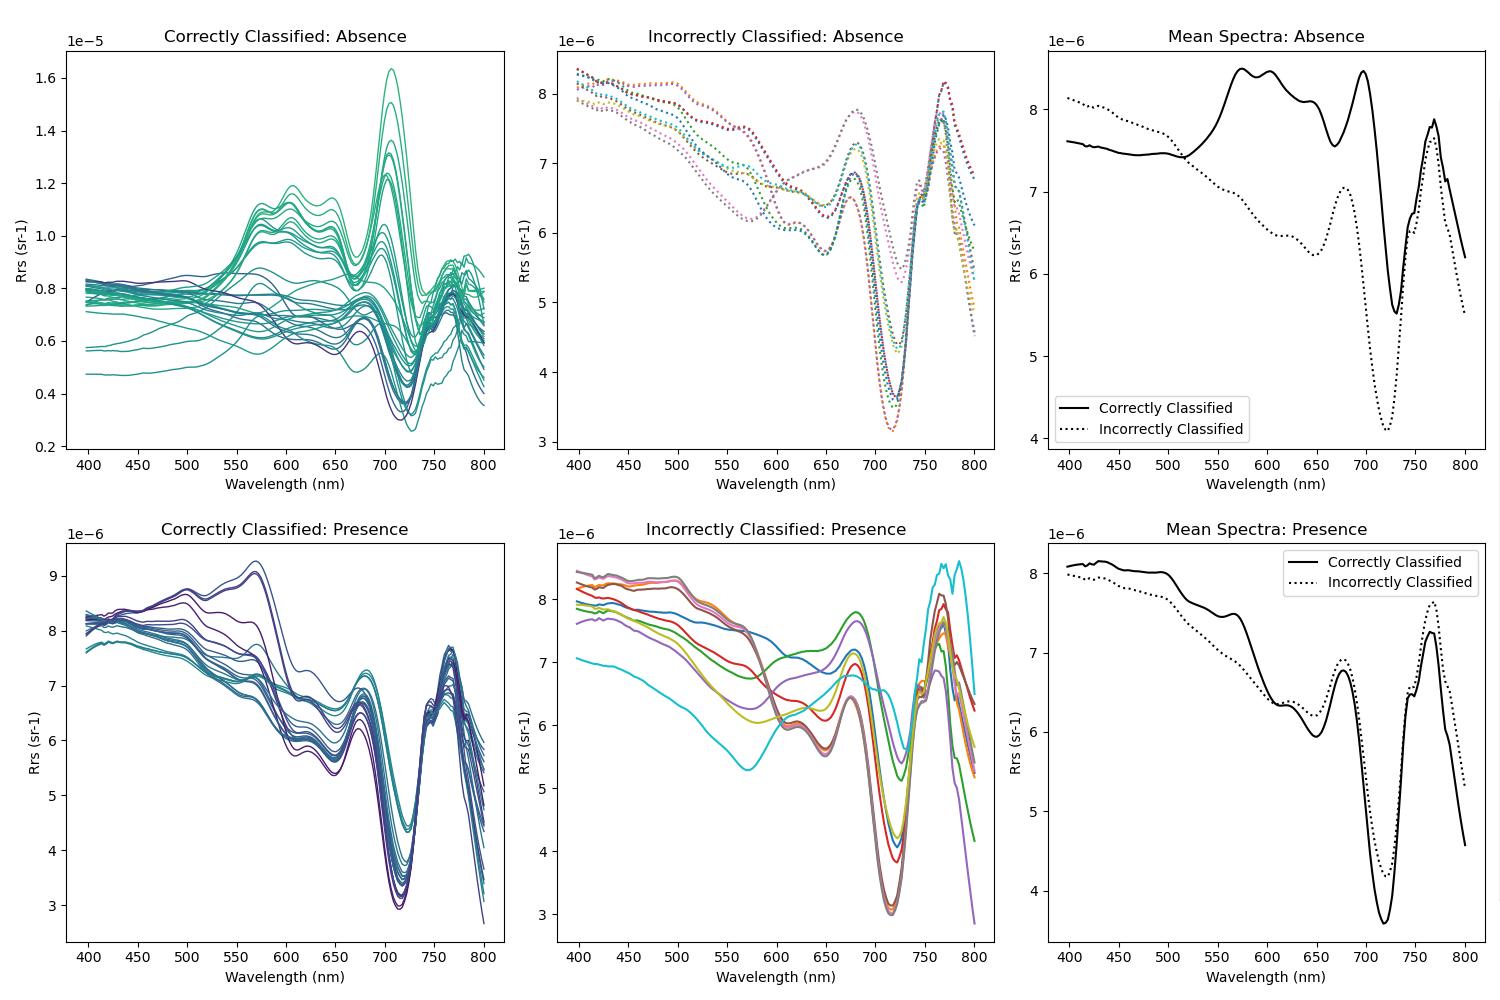 Correctly Classified: Absence
1e−5
1.6
1.4
1.2
1.0
0.8
0.6
0.4
0.2
Rrs (sr-1)
400 450 500 550 600 650 700 750 800
Wavelength (nm)
Incorrectly Classified: Absence
1e−6
8
7
6
5
4
3
Rrs (sr-1)
400 450 500 550 600 650 700 750 800
Wavelength (nm)
Mean Spectra: Absence
1e−6
8
7
6
5
4
Rrs (sr-1)
Correctly Classified
Incorrectly Classified
400 450 500 550 600 650 700 750 800
Wavelength (nm)
Correctly Classified: Presence
1e−6
9
8
7
6
5
4
3
Rrs (sr-1)
400 450 500 550 600 650 700 750 800
Wavelength (nm)
Incorrectly Classified: Presence
1e−6
8
7
6
5
4
3
Rrs (sr-1)
400 450 500 550 600 650 700 750 800
Wavelength (nm)
Mean Spectra: Presence
1e−6
Correctly Classified
Incorrectly Classified
8
7
6
5
4
Rrs (sr-1)
400 450 500 550 600 650 700 750 800
Wavelength (nm)